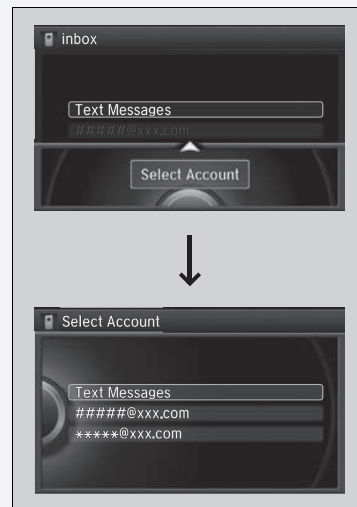 inbox
Text Messages
#####@xxx.com
Select Account
Select Account
Text Messages
#####@xxx.com
*****@xxx.com